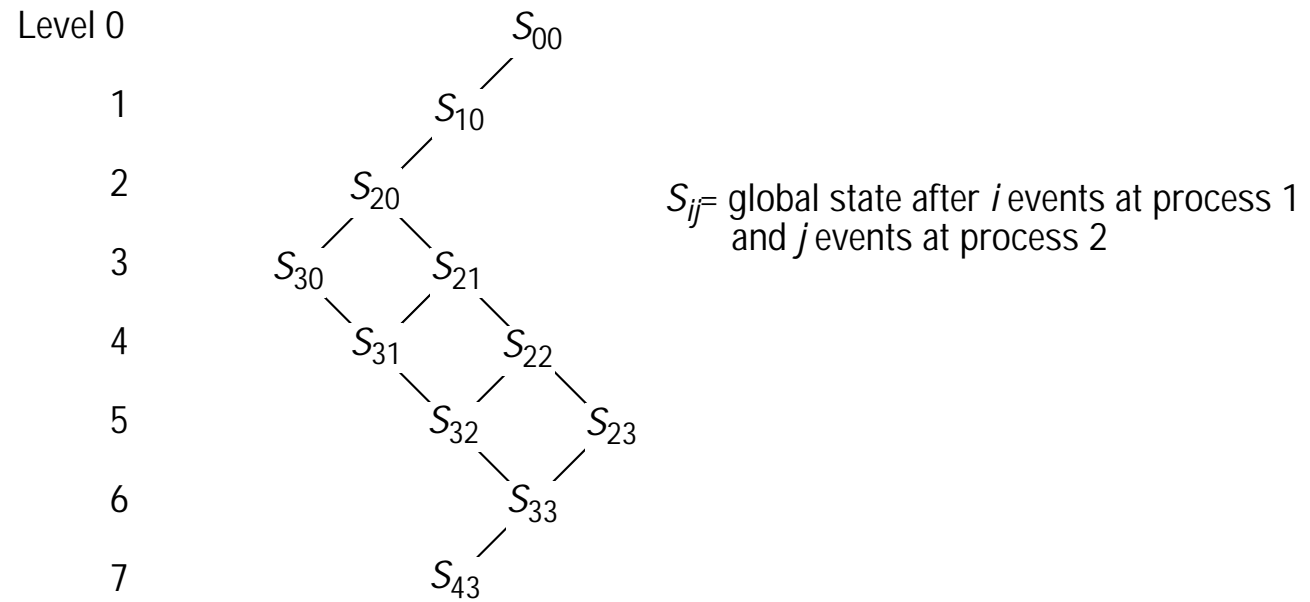 Level 0 S00
1 S10
2 S20
Sij= global state after i events at process 1
and j events at process 2
3 S30 S21
4 S31 S22
5 S32 S23
6 S33
7 S43